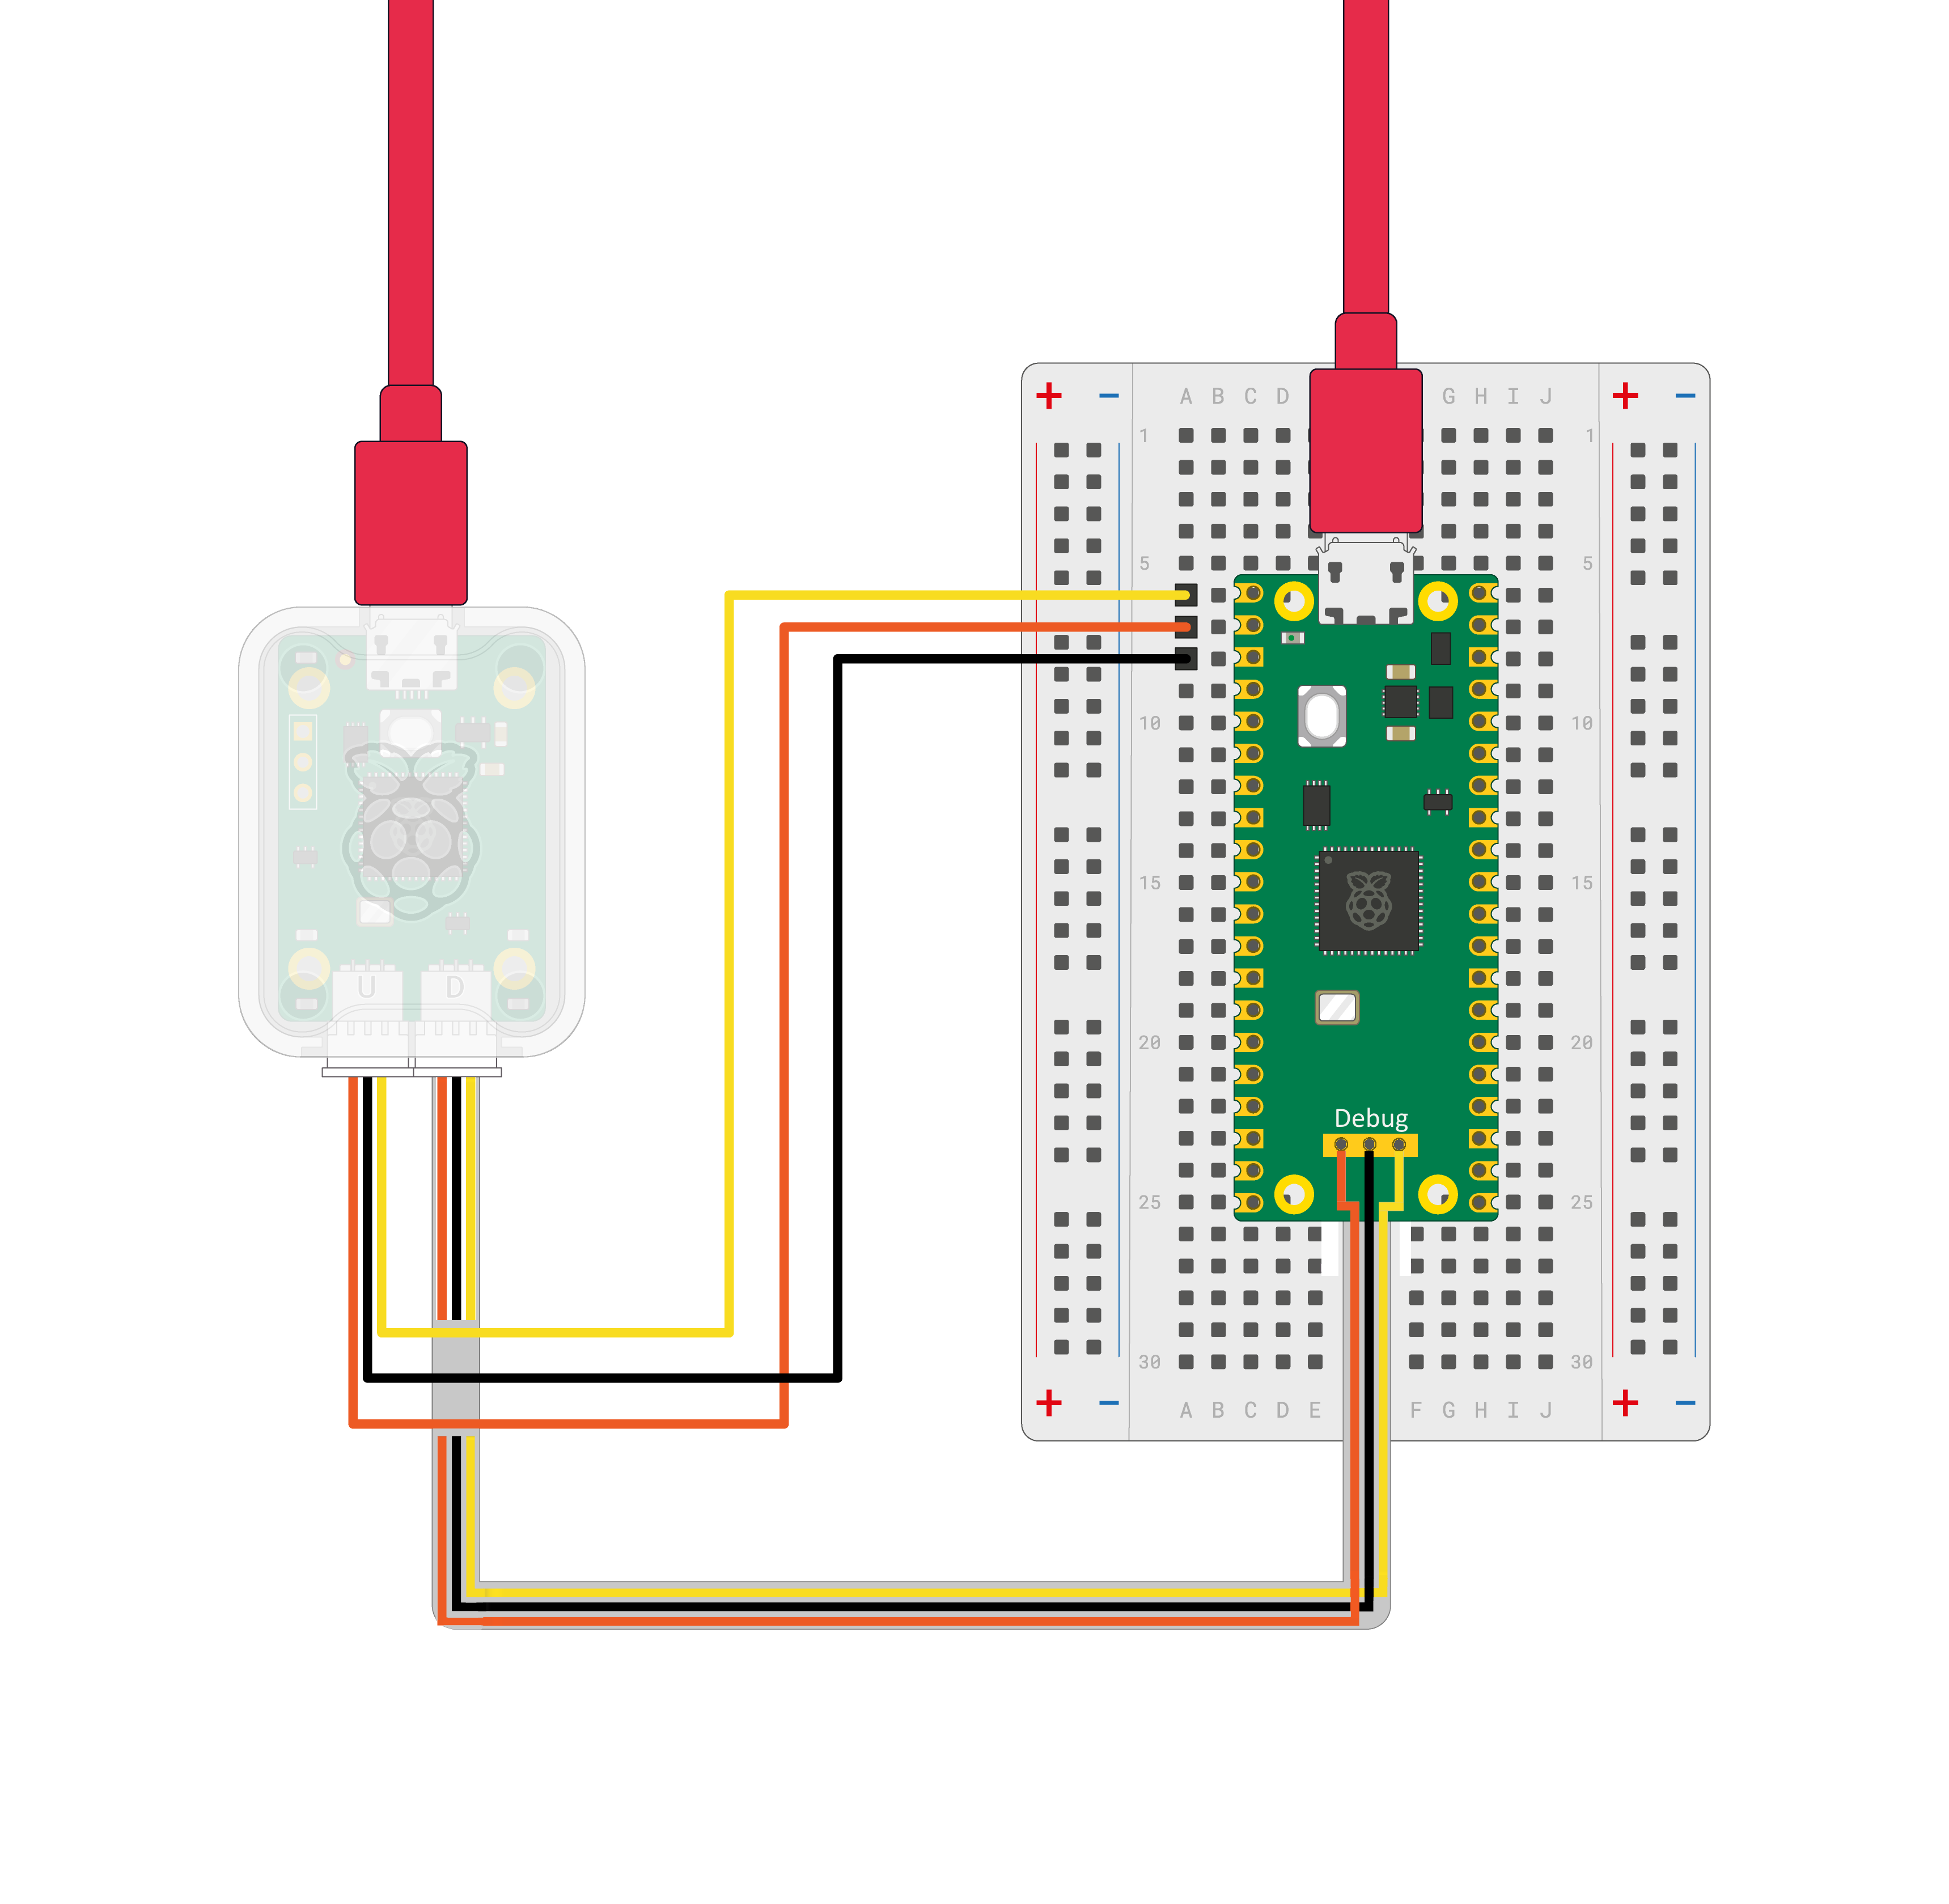 + − A B C D G H I J + −
1 1
5 5
10 10
15 15
U D
20 20
Debug
25 25
30 30
+ − A B C D E F G H I J + −